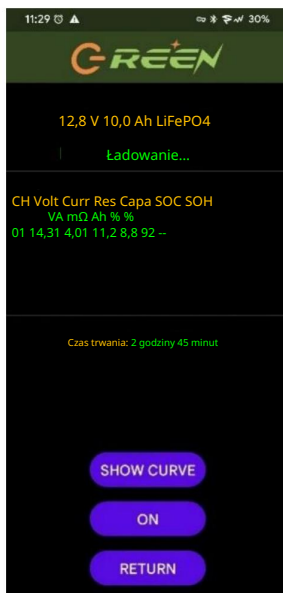 11:29 30%
GREEN
12,8 V 10,0 Ah LiFePO4
Ładowanie...
CH Volt Curr Res Capa SOC SOH
VA mΩ Ah % %
01 14,31 4,01 11,2 8,8 92 --
Czas trwania: 2 godziny 45 minut
SHOW CURVE
ON
RETURN